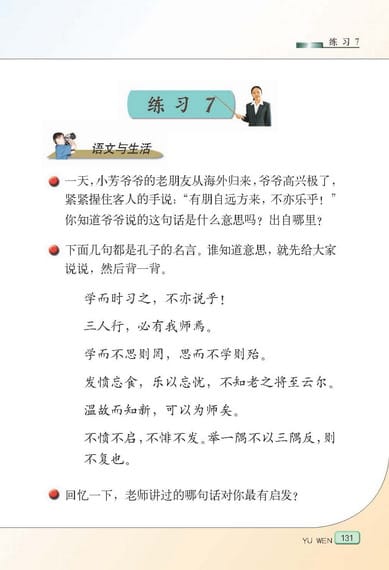 练习7
练习 7
语文与生活
一天，小芳爷爷的老朋友从海外归来，爷爷高兴极了，
紧紧握住客人的手说：“有朋自远方来，不亦乐乎！”
你知道爷爷说的这句话是什么意思吗？出自哪里？
下面几句都是孔子的名言。谁知道意思，就先给大家
说说，然后背一背。
学而时习之，不亦说乎！
三人行，必有我师焉。
学而不思则罔，思而不学则殆。
发愤忘食，乐以忘忧，不知老之将至云尔。
温故而知新，可以为师矣。
不愤不启，不悱不发。举一隅不以三隅反，则
不复也。
回忆一下，老师讲过的哪句话对你最有启发？
YU WEN 131